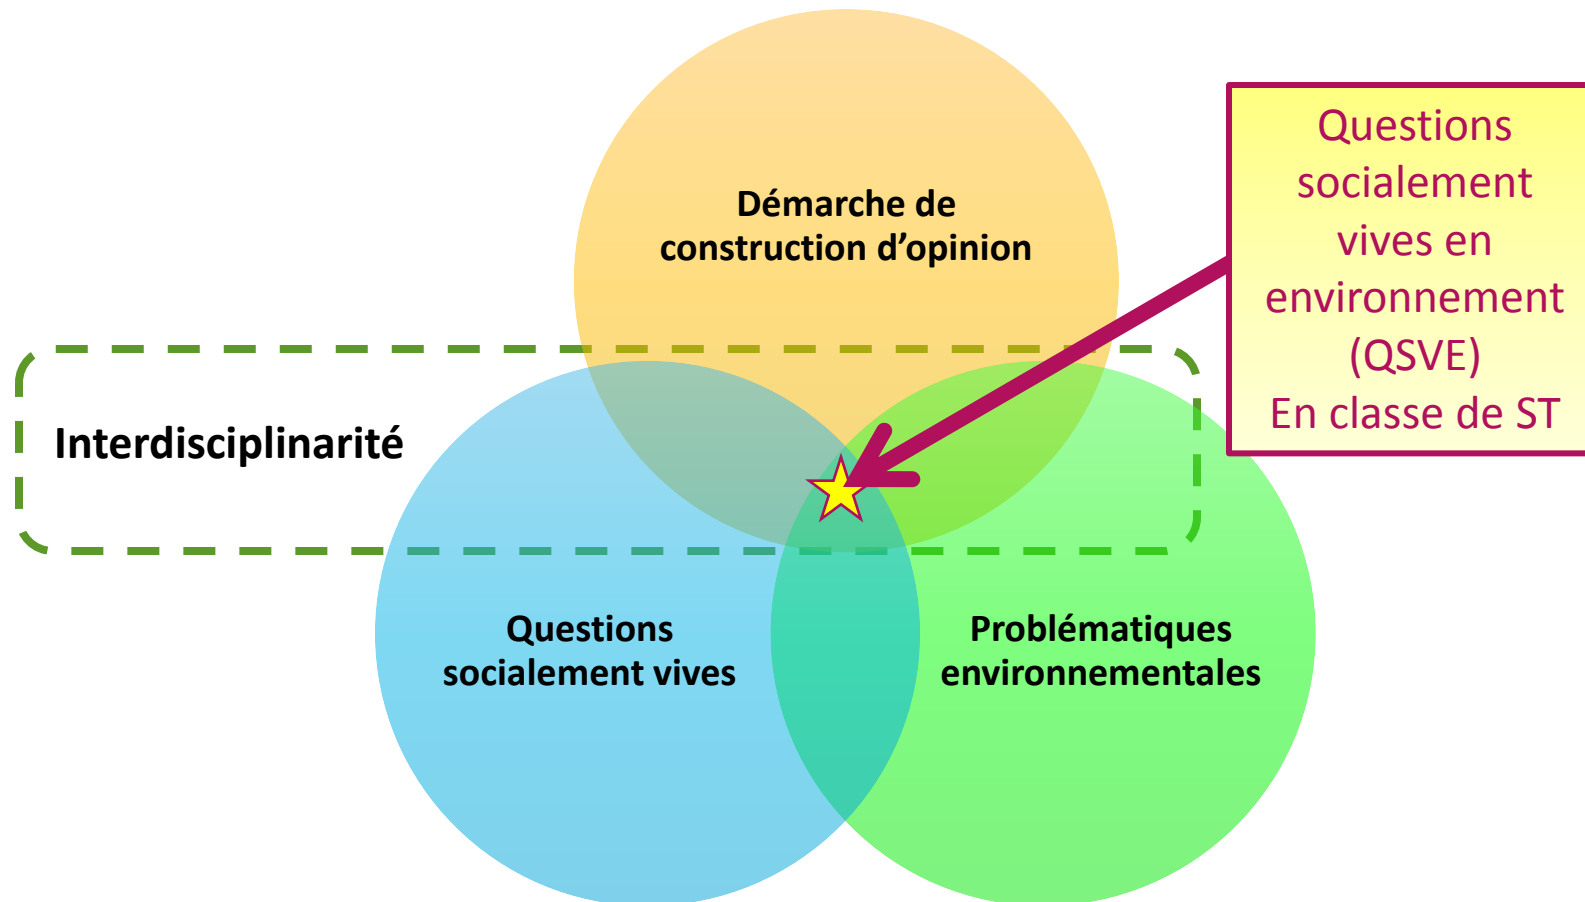 Démarche de
construction d’opinion
Questions
socialement
vives en
environnement
(QSVE)
En classe de ST
Interdisciplinarité
Questions
socialement vives
Problématiques
environnementales